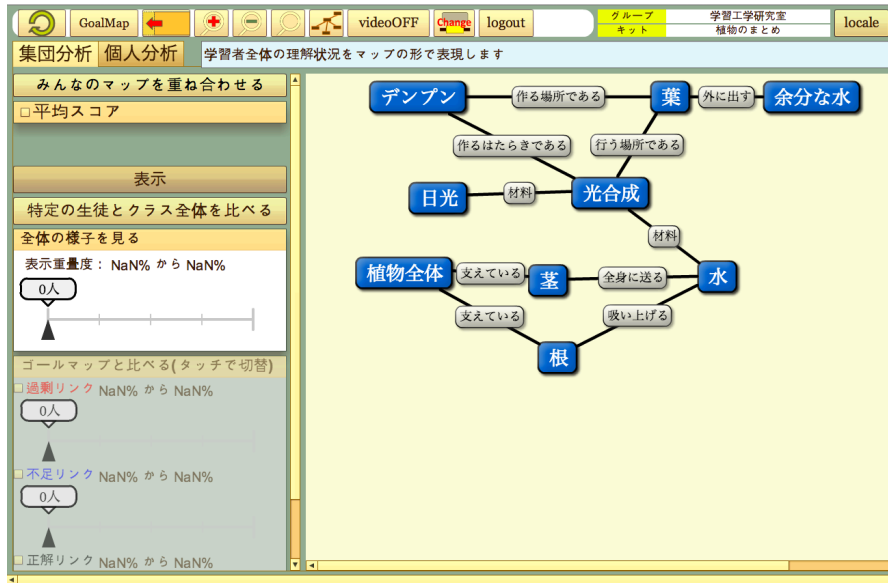 GoalMap
videoOFF
Change
logout
グループ 学習工学研究室
キット 植物のまとめ
locale
集団分析
個人分析
学習者全体の理解状況をマップの形で表現します
みんなのマップを重ね合わせる
平均スコア
表示
特定の生徒とクラス全体を比べる
全体の様子を見る
表示重畳度: NaN% から NaN%
0人
ゴールマップと比べる(タッチで切替)
過剰リンク NaN% から NaN%
0人
不足リンク NaN% から NaN%
0人
正解リンク NaN% から NaN%
デンプン 作る場所である 葉 外に出す 余分な水
作るはたらきである 行う場所である
日光 材料 光合成
材料
植物全体 支えている 茎 全身に送る 水
支えている 吸い上げる
根